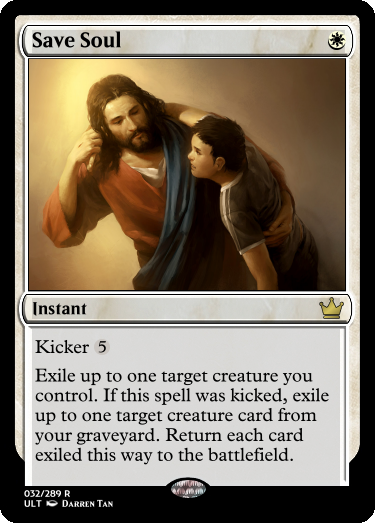 Save Soul
Instant
Kicker 5
Exile up to one target creature you
control. If this spell was kicked, exile
up to one target creature card from
your graveyard. Return each card
exiled this way to the battlefield.
032/289 R
ULT Darren Tan